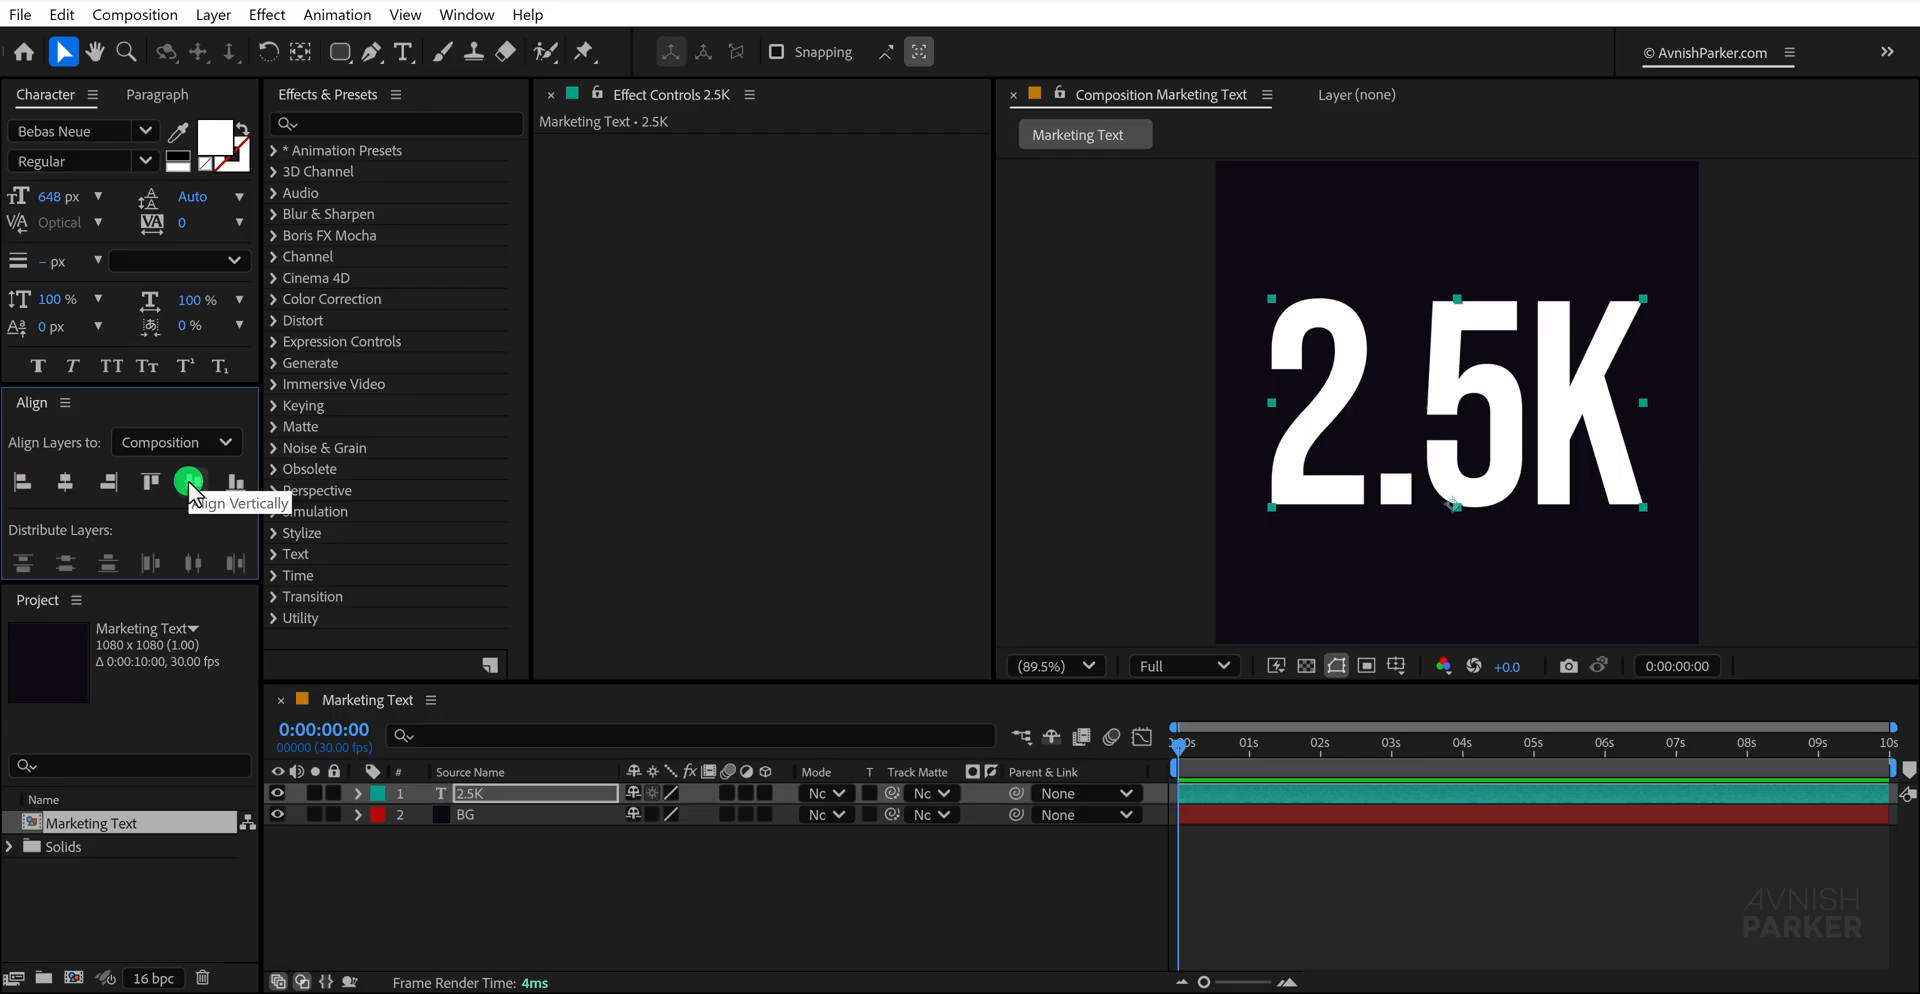 File Edit Composition Layer Effect Animation View Window Help
Snapping
© AvnishParker.com
Character Paragraph
Bebas Neue
Regular
648 px Auto
Optical 0
– px
100 % 100 %
0 px 0 %
Align
Align Layers to: Composition
Align Vertically
Distribute Layers:
Project
Marketing Text
1080 x 1080 (1.00)
Δ 0:00:10:00, 30.00 fps
Name
Marketing Text
Solids
16 bpc
Effects & Presets
* Animation Presets
3D Channel
Audio
Blur & Sharpen
Boris FX Mocha
Channel
Cinema 4D
Color Correction
Distort
Expression Controls
Generate
Immersive Video
Keying
Matte
Noise & Grain
Obsolete
Perspective
Simulation
Stylize
Text
Time
Transition
Utility
Effect Controls 2.5K
Marketing Text • 2.5K
Composition Marketing Text Layer (none)
Marketing Text
2.5K
(89.5%) Full +0.0 0:00:00:00
Marketing Text
0:00:00:00
00000 (30.00 fps)
01s 02s 03s 04s 05s 06s 07s 08s 09s 10s
# Source Name Mode T Track Matte Parent & Link
1 T 2.5K Nc Nc None
2 BG Nc Nc None
Frame Render Time: 4ms
AVNISH
PARKER